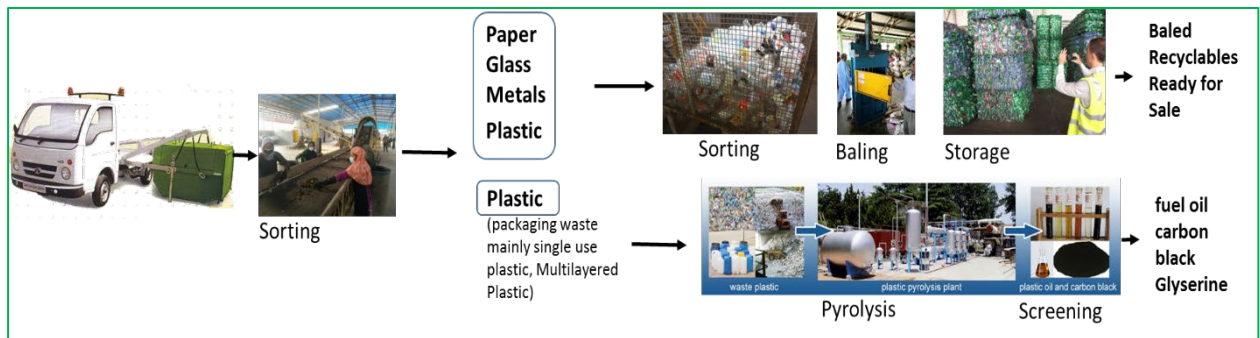 Paper
Glass
Metals
Plastic
Sorting
Baling
Storage
Baled
Recyclables
Ready for
Sale
Sorting
Plastic
(packaging waste
mainly single use
plastic, Multilayered
Plastic)
waste plastic
plastic pyrolysis plant
plastic oil and carbon black
Pyrolysis
Screening
fuel oil
carbon
black
Glyserine